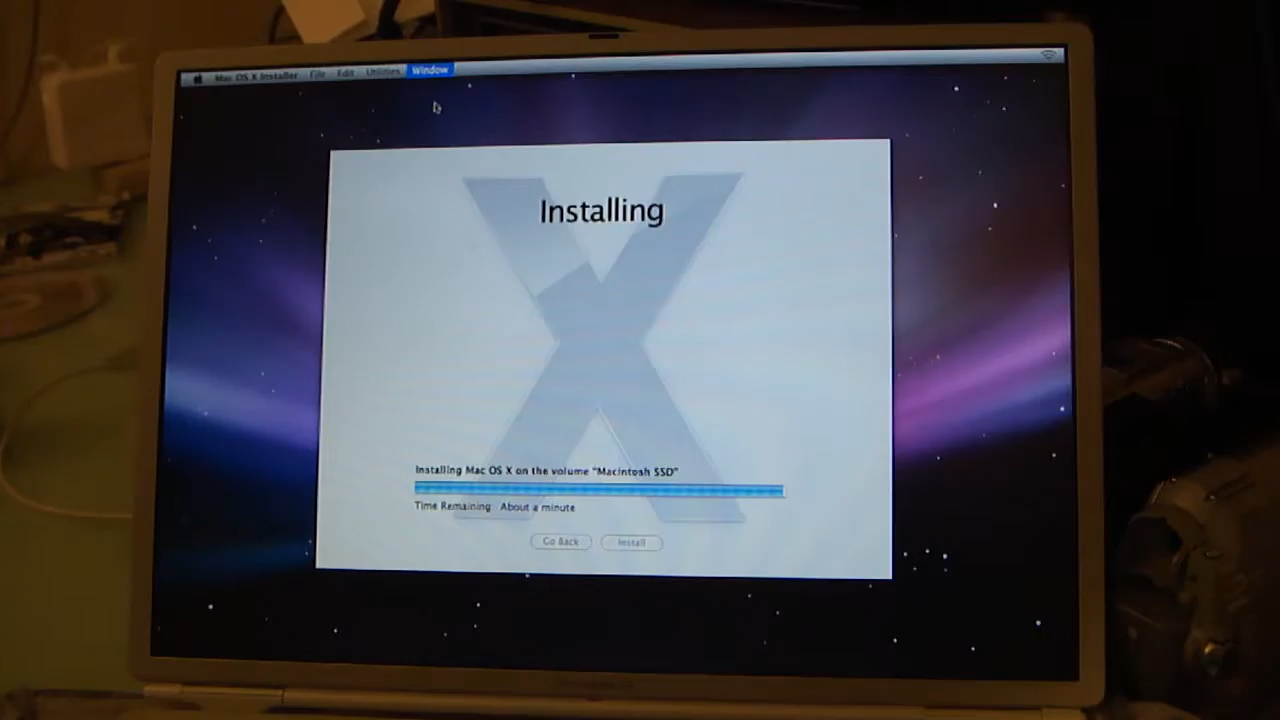 Mac OS X Installer File Edit Utilities Window
Installing
Installing Mac OS X on the volume "Macintosh SSD"
Time Remaining: About a minute
Go Back Install